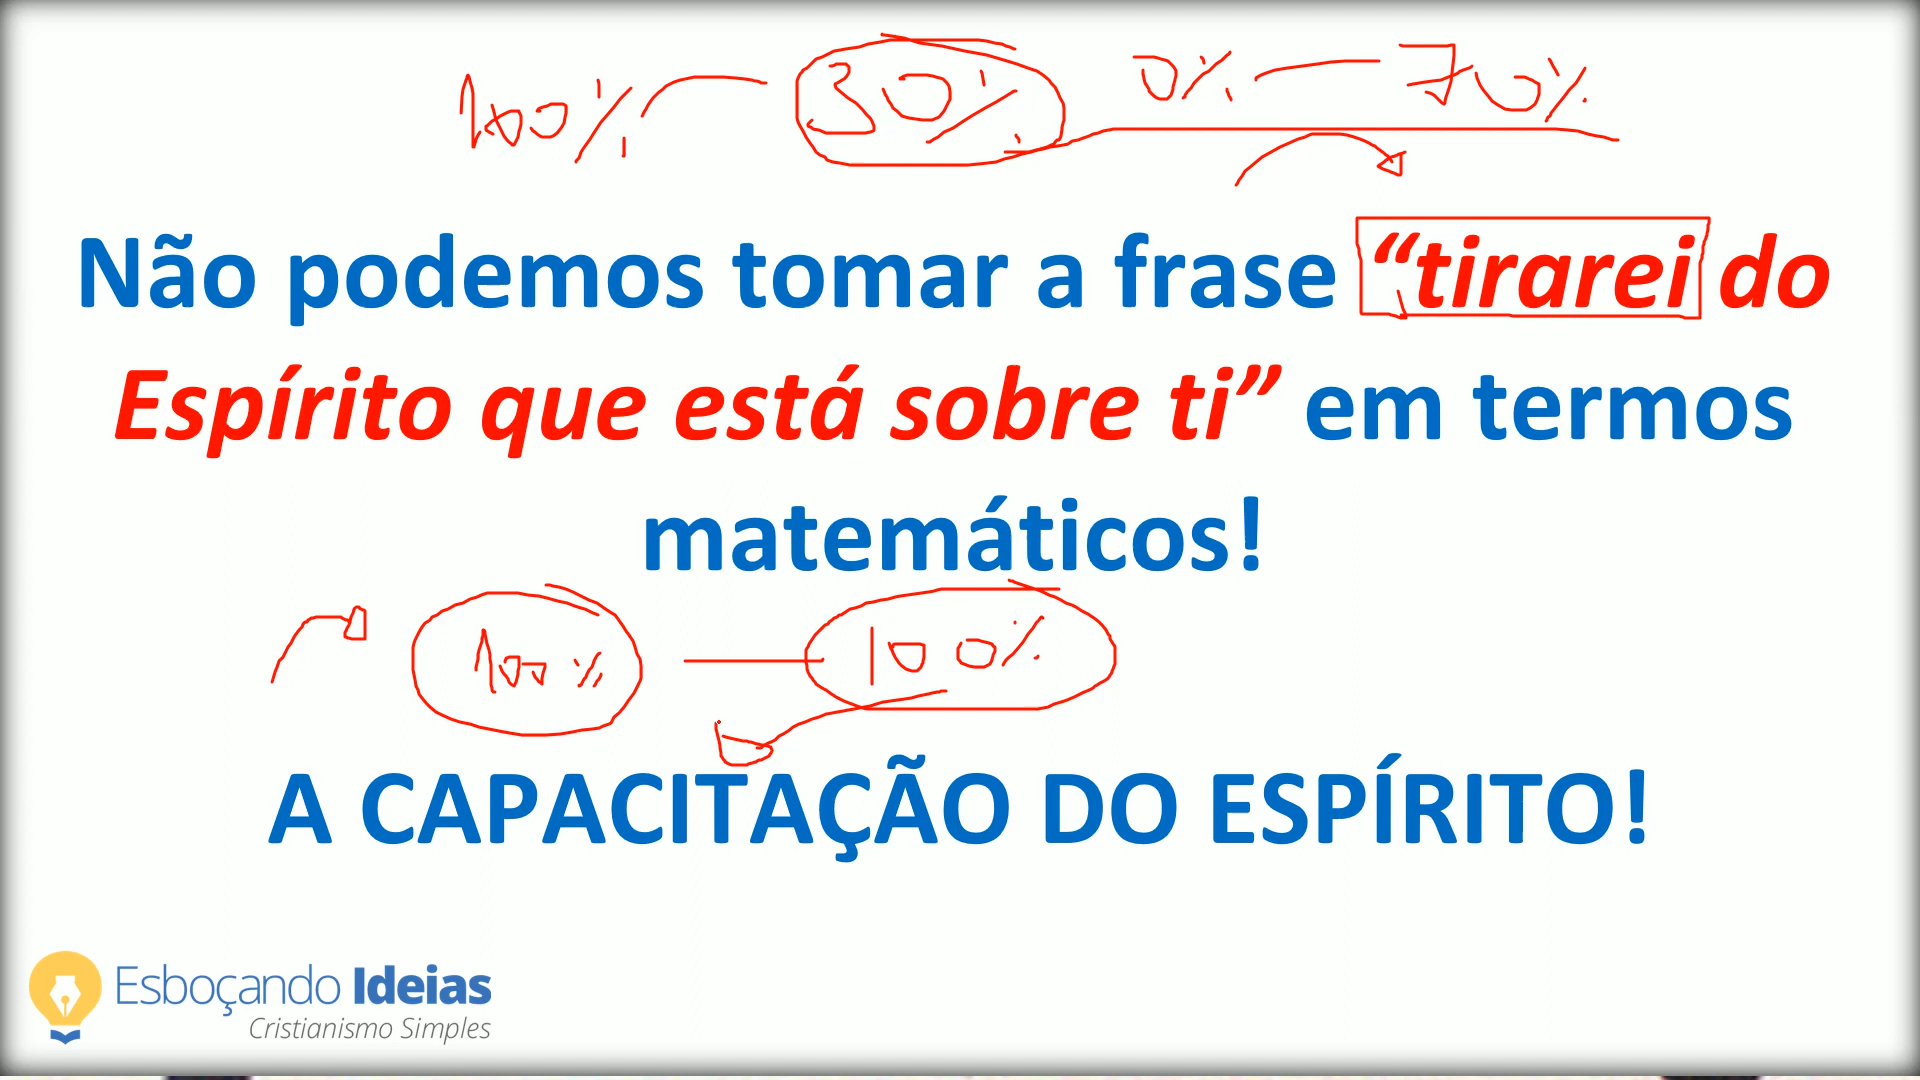 100% 30% 0% 70%
Não podemos tomar a frase “tirarei do
Espírito que está sobre ti” em termos
matemáticos!
100% 100%
A CAPACITAÇÃO DO ESPÍRITO!
Esboçando Ideias
Cristianismo Simples